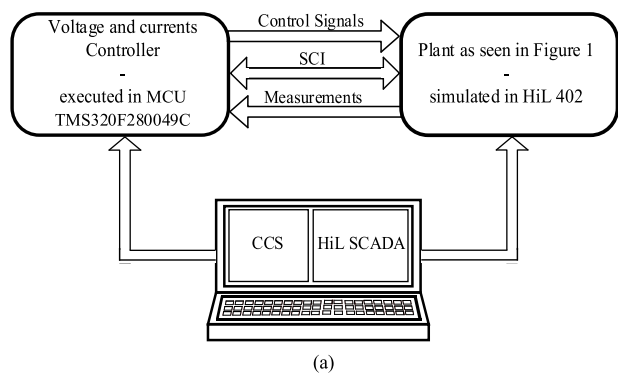 Voltage and currents
Controller
-
executed in MCU
TMS320F280049C
Control Signals
SCI
Measurements
Plant as seen in Figure 1
-
simulated in HiL 402
CCS
HiL SCADA
(a)